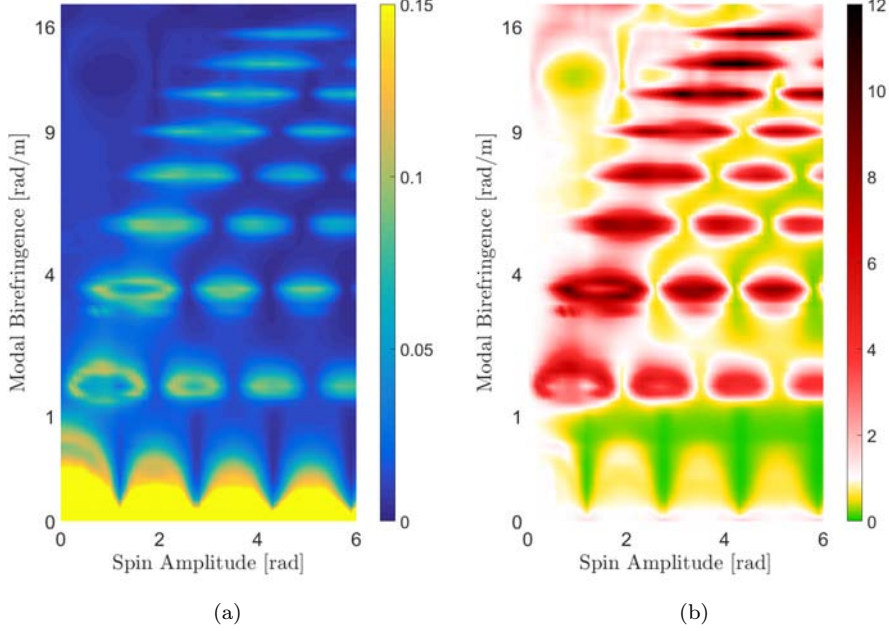 16
9
4
1
0
Modal Birefringence [rad/m]
0 2 4 6
Spin Amplitude [rad]
0.15
0.1
0.05
0
(a)
16
9
4
1
0
Modal Birefringence [rad/m]
0 2 4 6
Spin Amplitude [rad]
12
10
8
6
4
2
0
(b)